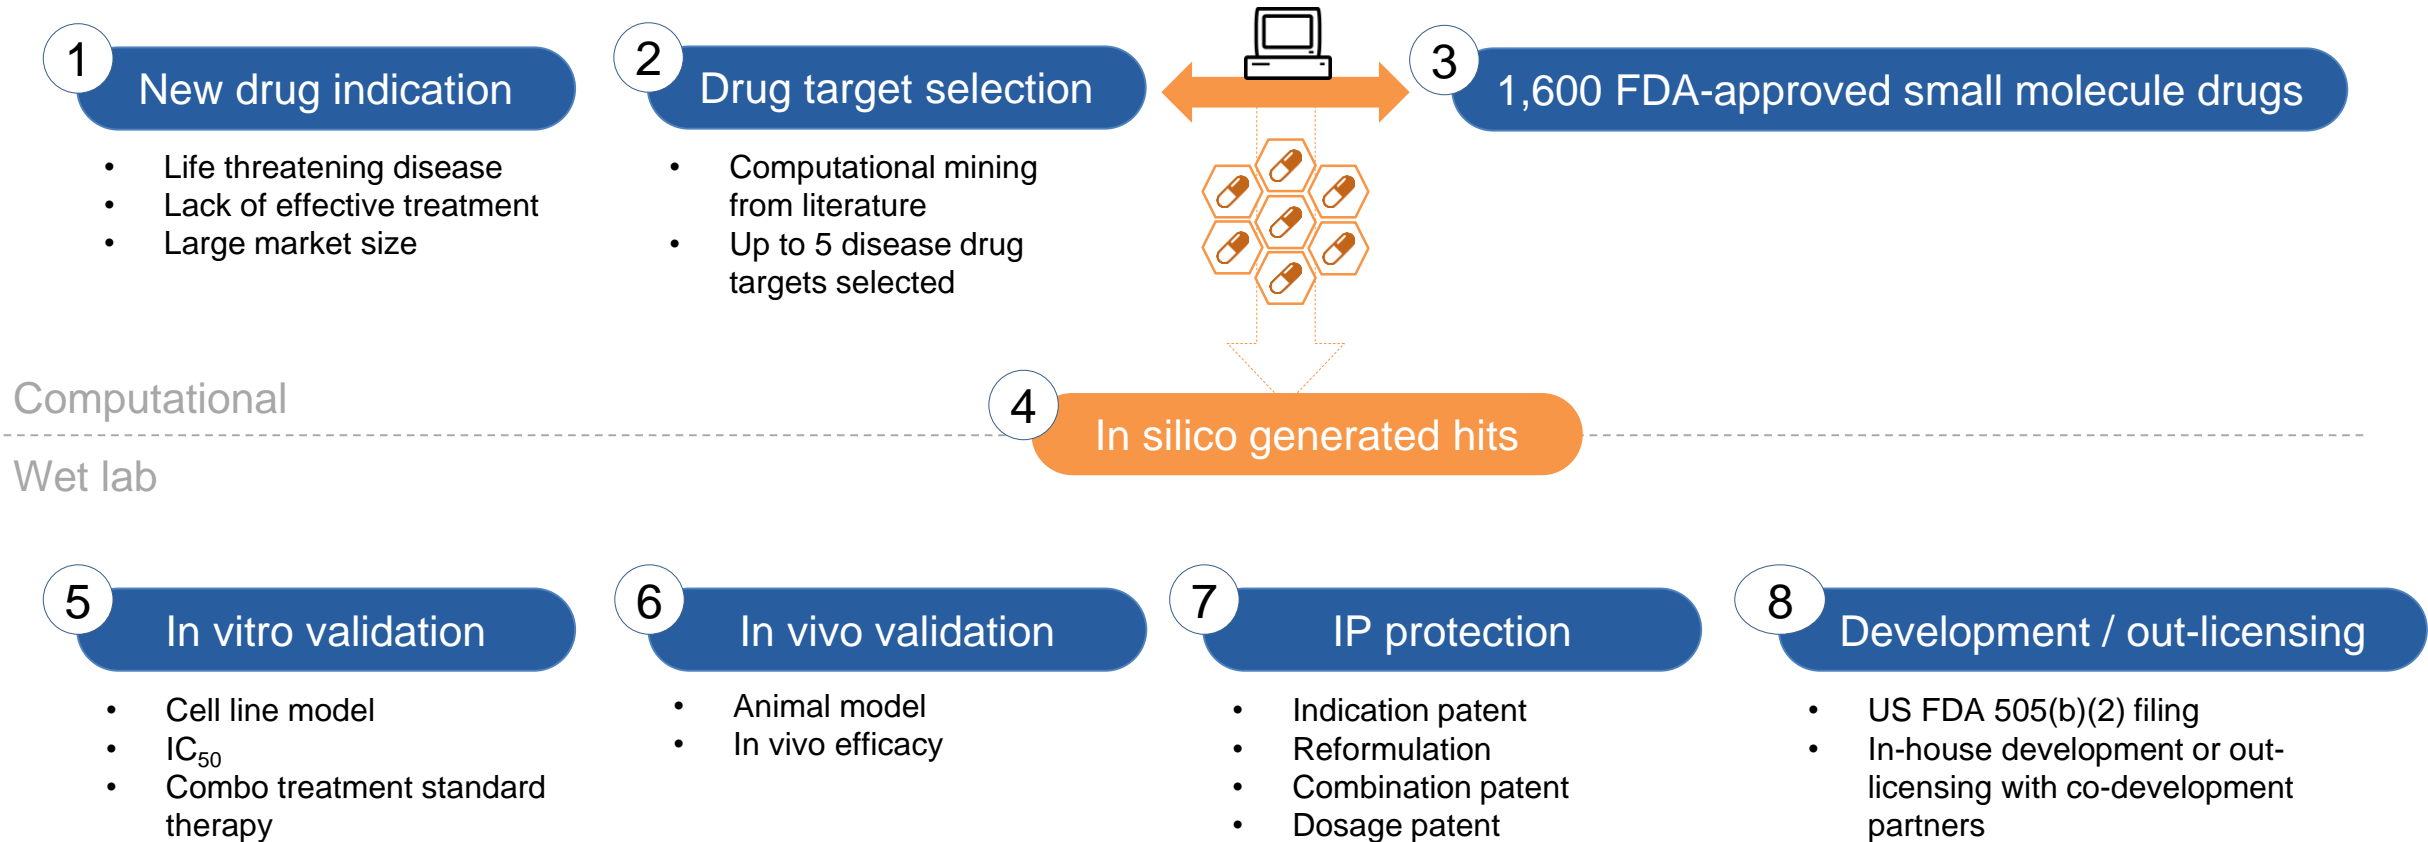 1
New drug indication
• Life threatening disease
• Lack of effective treatment
• Large market size
2
Drug target selection
• Computational mining
from literature
• Up to 5 disease drug
targets selected
3
1,600 FDA-approved small molecule drugs
Computational
4
In silico generated hits
Wet lab
5
In vitro validation
• Cell line model
• IC50
• Combo treatment standard
therapy
6
In vivo validation
• Animal model
• In vivo efficacy
7
IP protection
• Indication patent
• Reformulation
• Combination patent
• Dosage patent
8
Development / out-licensing
• US FDA 505(b)(2) filing
• In-house development or out-
licensing with co-development
partners